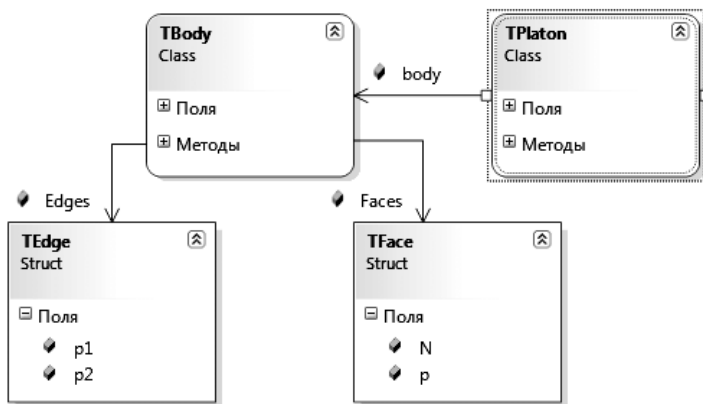 TBody
Class
Поля
Методы
body
TPlaton
Class
Поля
Методы
Edges
Faces
TEdge
Struct
Поля
p1
p2
TFace
Struct
Поля
N
p